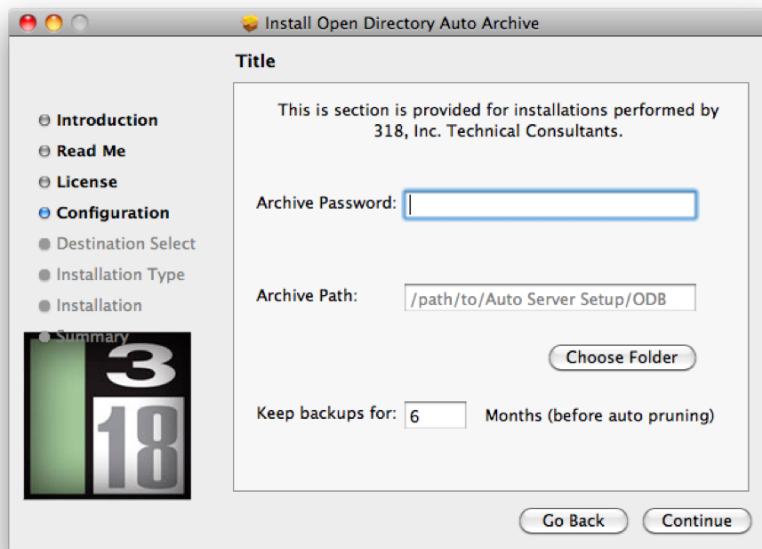 Install Open Directory Auto Archive
Title
Introduction
Read Me
License
Configuration
Destination Select
Installation Type
Installation
Summary
This is section is provided for installations performed by
318, Inc. Technical Consultants.
Archive Password:
Archive Path: /path/to/Auto Server Setup/ODB
Choose Folder
Keep backups for: 6 Months (before auto pruning)
3
18
Go Back Continue